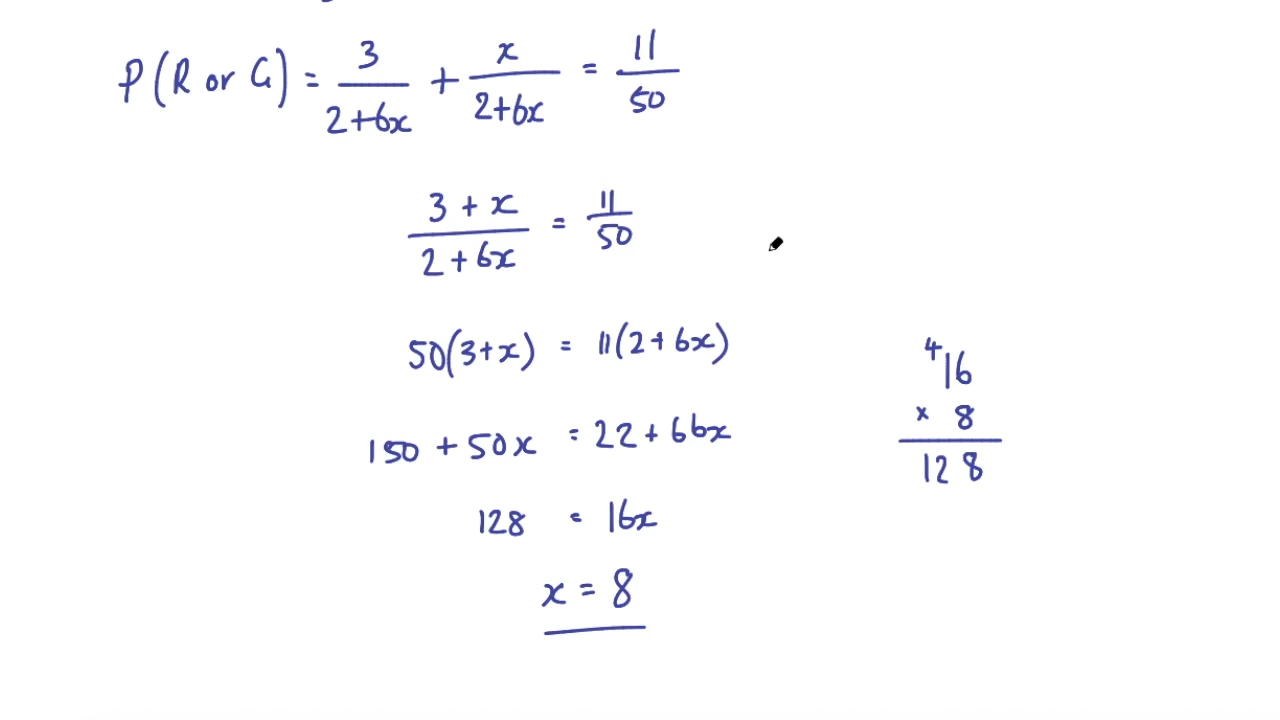 P(R or G) = 3/(2+6x) + x/(2+6x) = 11/50
(3 + x)/(2 + 6x) = 11/50
50(3+x) = 11(2+6x)
150 + 50x = 22 + 66x
128 = 16x
x = 8
4
16
x 8
128